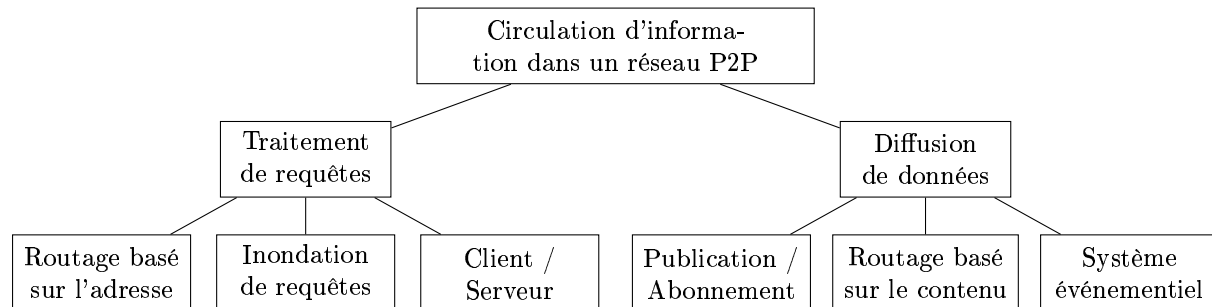 Circulation d'informa-
tion dans un réseau P2P
Traitement
de requêtes
Diffusion
de données
Routage basé
sur l'adresse
Inondation
de requêtes
Client /
Serveur
Publication /
Abonnement
Routage basé
sur le contenu
Système
événementiel